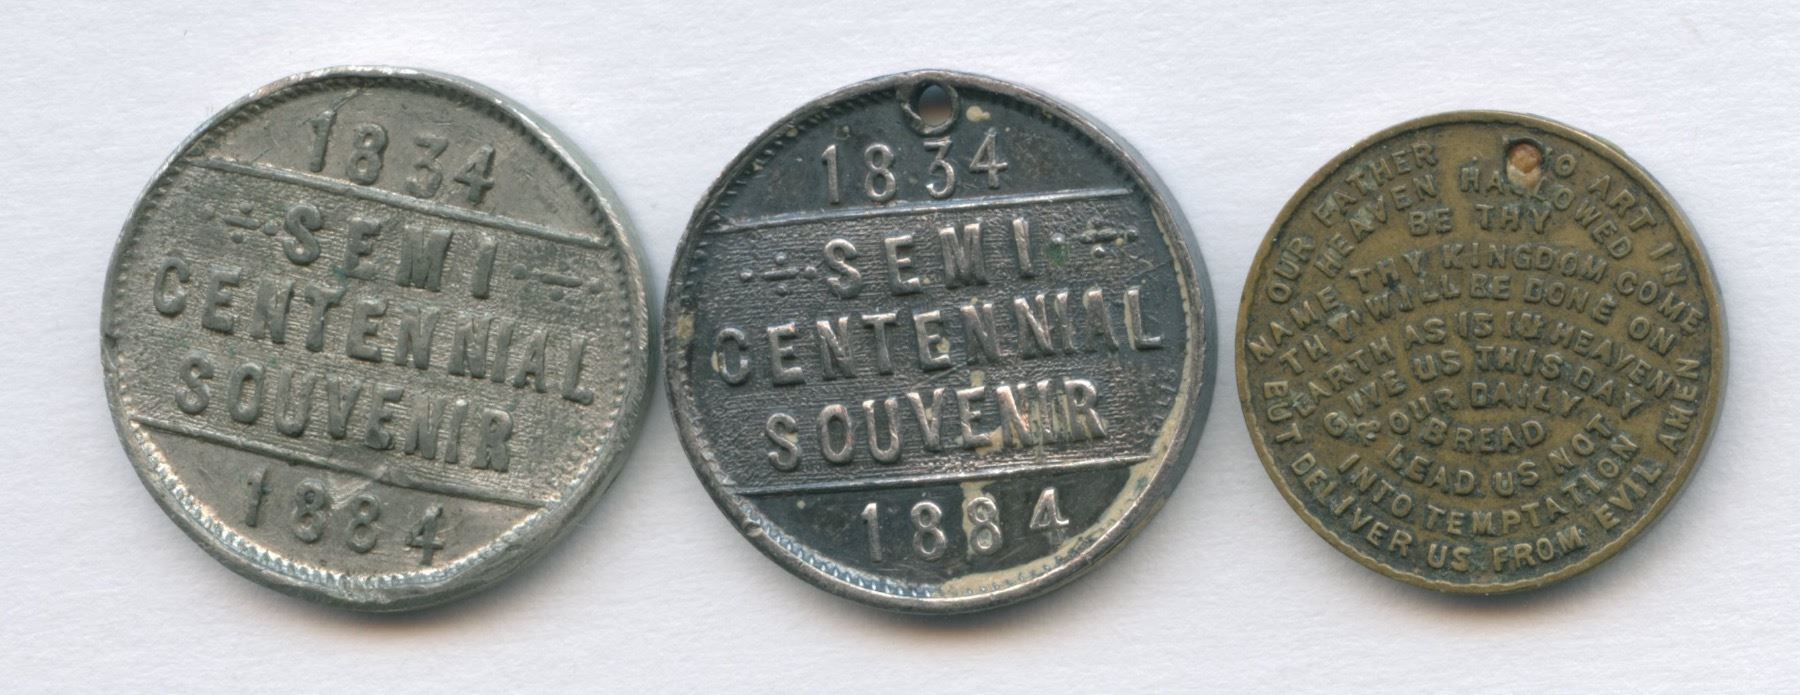 1834
SEMI
CENTENNIAL
SOUVENIR
1884
1834
SEMI
CENTENNIAL
SOUVENIR
1884
OUR FATHER WHO ART IN
HEAVEN HALLOWED
BE THY
NAME THY KINGDOM COME
THY WILL BE DONE ON
EARTH AS IS IN HEAVEN
GIVE US THIS DAY
OUR DAILY
BREAD
& LEAD US NOT
INTO TEMPTATION
BUT DELIVER US FROM EVIL AMEN